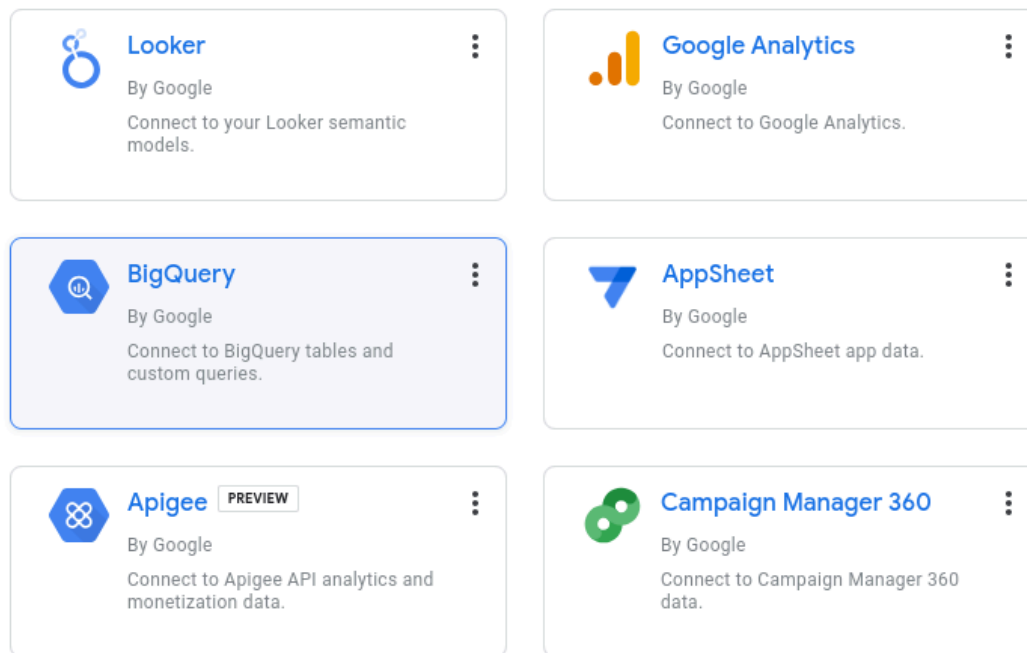 Looker
By Google
Connect to your Looker semantic
models.
Google Analytics
By Google
Connect to Google Analytics.
BigQuery
By Google
Connect to BigQuery tables and
custom queries.
AppSheet
By Google
Connect to AppSheet app data.
Apigee PREVIEW
By Google
Connect to Apigee API analytics and
monetization data.
Campaign Manager 360
By Google
Connect to Campaign Manager 360
data.